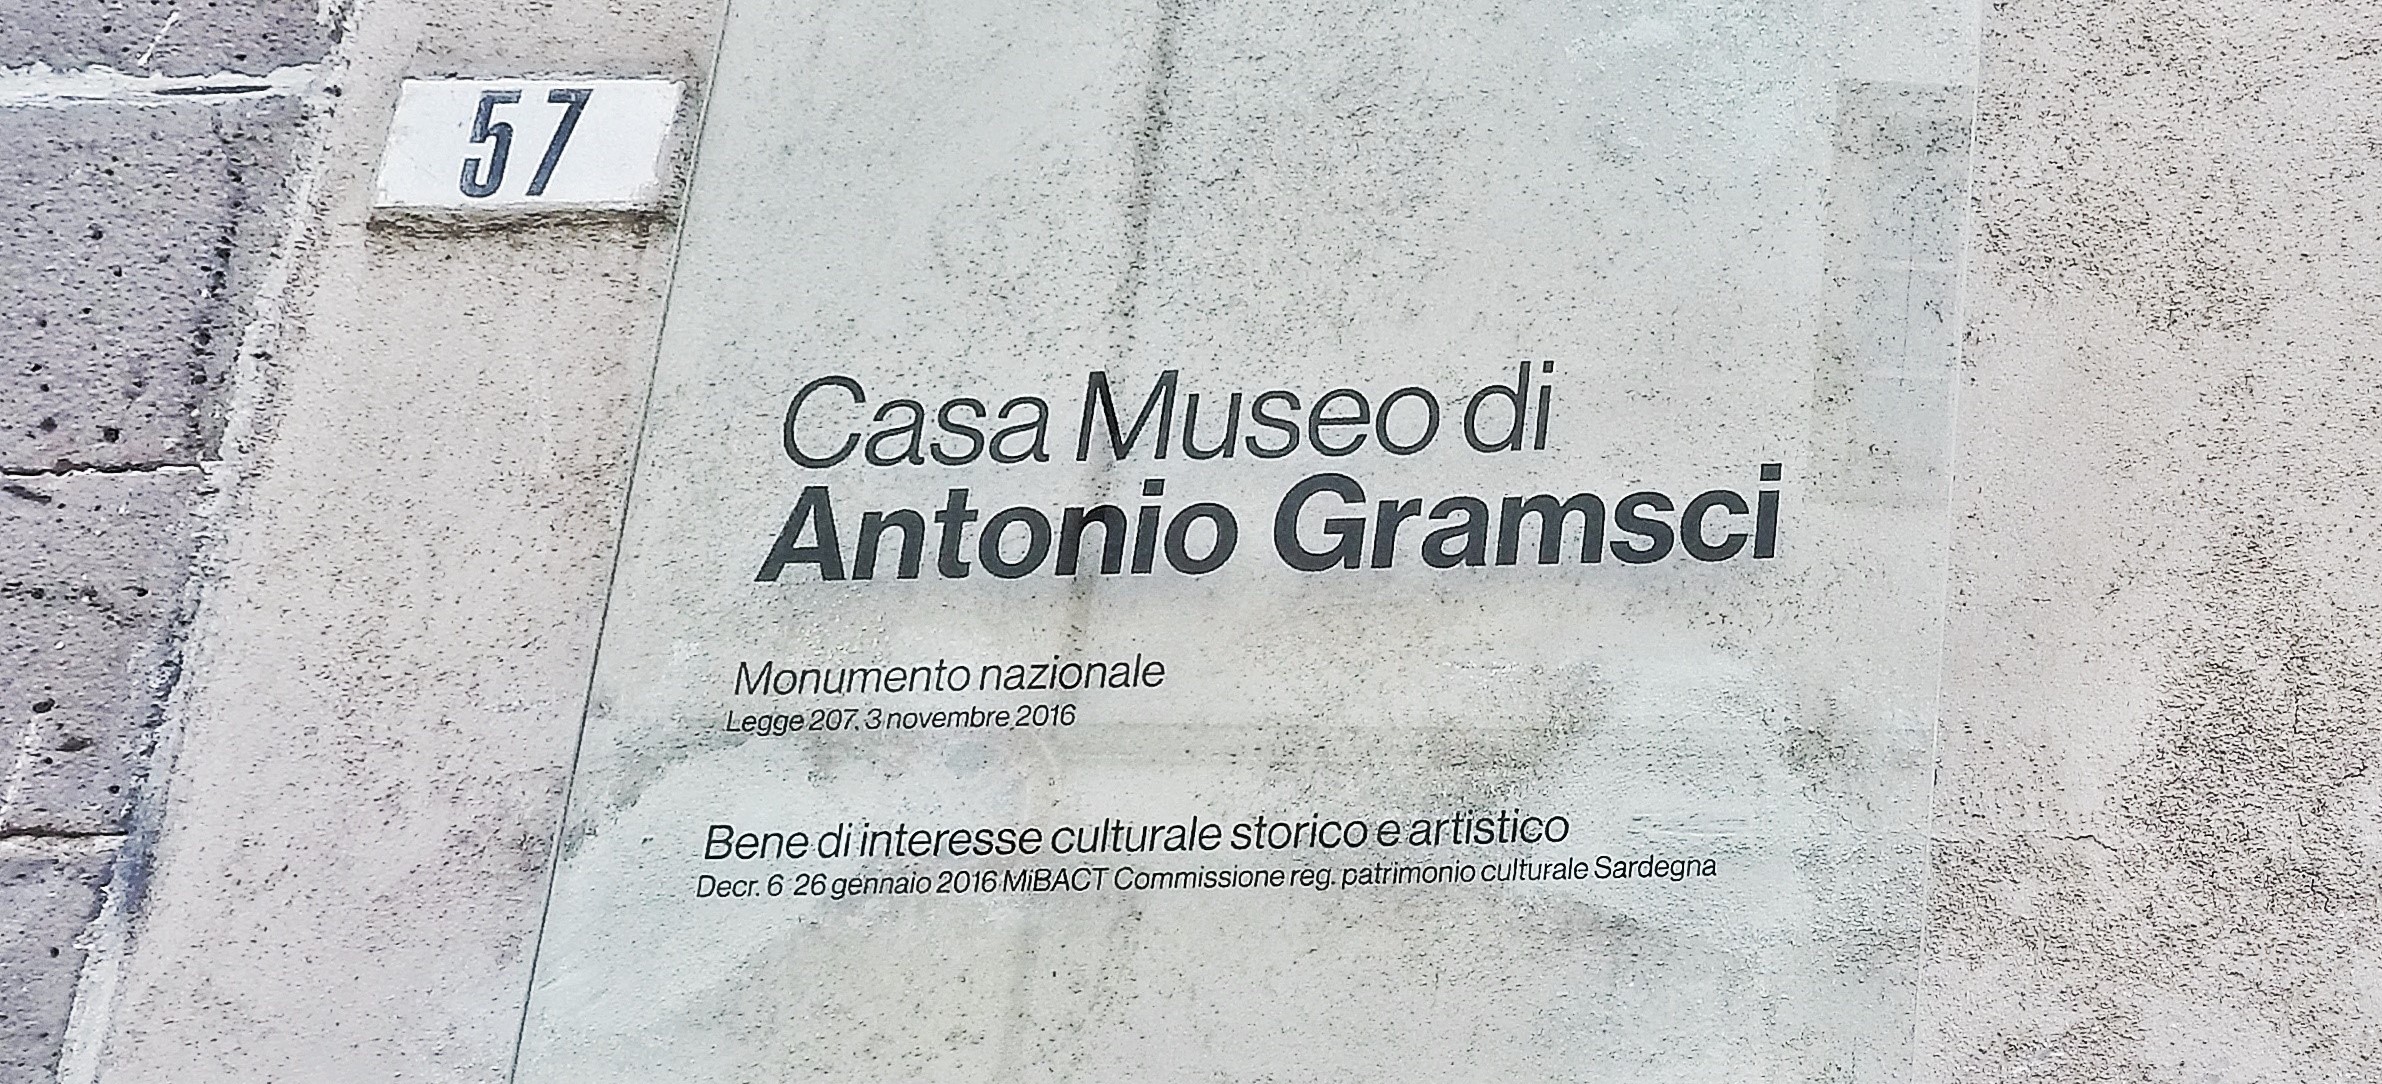 57
Casa Museo di
Antonio Gramsci
Monumento nazionale
Legge 207, 3 novembre 2016
Bene di interesse culturale storico e artistico
Decr. 6 26 gennaio 2016 MiBACT Commissione reg. patrimonio culturale Sardegna